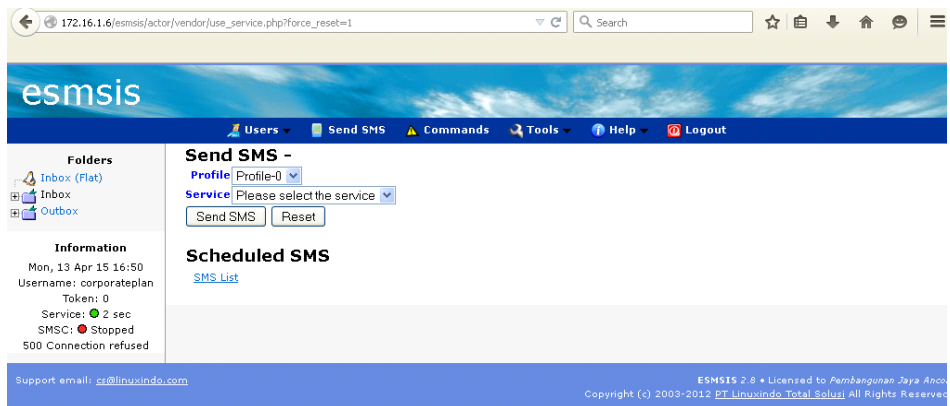 172.16.1.6/esmsis/actor/vendor/use_service.php?force_reset=1
Search
esmsis
Users
Send SMS
Commands
Tools
Help
Logout
Folders
Inbox (Flat)
Inbox
Outbox
Information
Mon, 13 Apr 15 16:50
Username: corporateplan
Token: 0
Service: 2 sec
SMSC: Stopped
500 Connection refused
Send SMS -
Profile Profile-0
Service Please select the service
Send SMS Reset
Scheduled SMS
SMS List
Support email: cs@linuxindo.com
ESMSIS 2.8 • Licensed to Pembangunan Jaya Ancol
Copyright (c) 2003-2012 PT Linuxindo Total Solusi All Rights Reserved